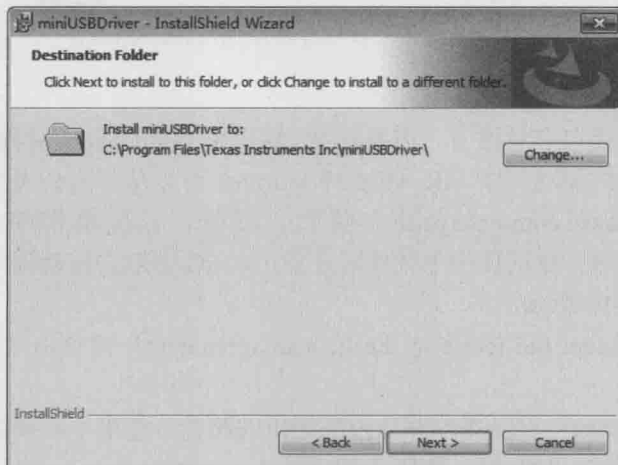 miniUSBDriver - InstallShield Wizard
Destination Folder
Click Next to install to this folder, or click Change to install to a different folder.
Install miniUSBDriver to:
C:\Program Files\Texas Instruments Inc\miniUSBDriver\
Change...
InstallShield
< Back
Next >
Cancel